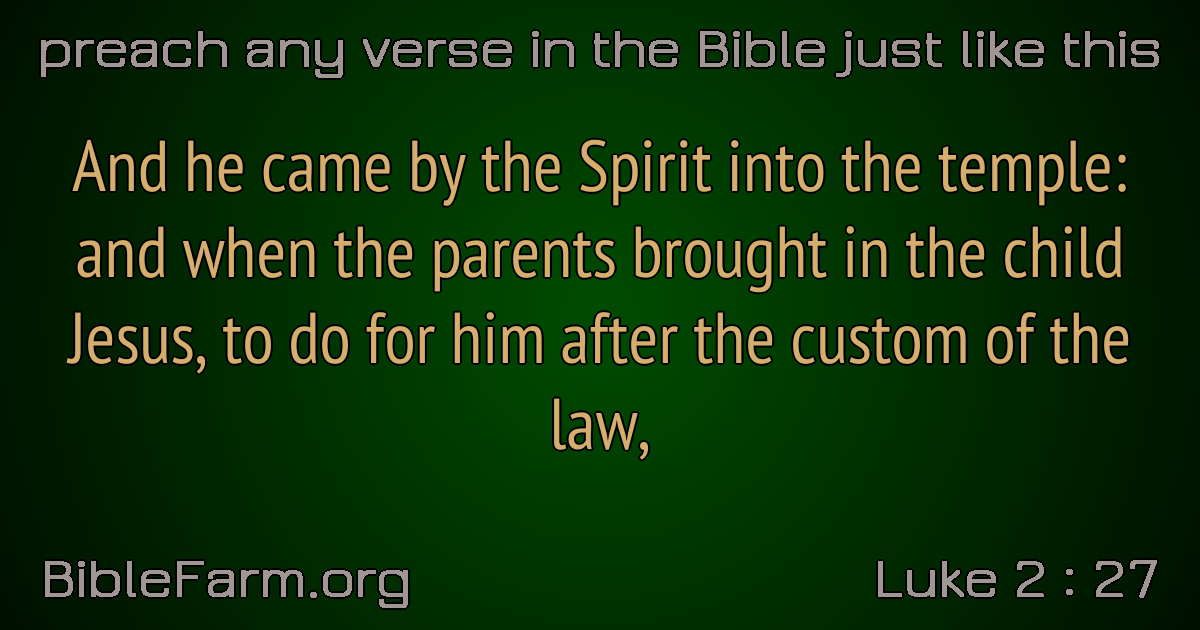 preach any verse in the Bible just like this
And he came by the Spirit into the temple:
and when the parents brought in the child
Jesus, to do for him after the custom of the
law,
BibleFarm.org
Luke 2 : 27